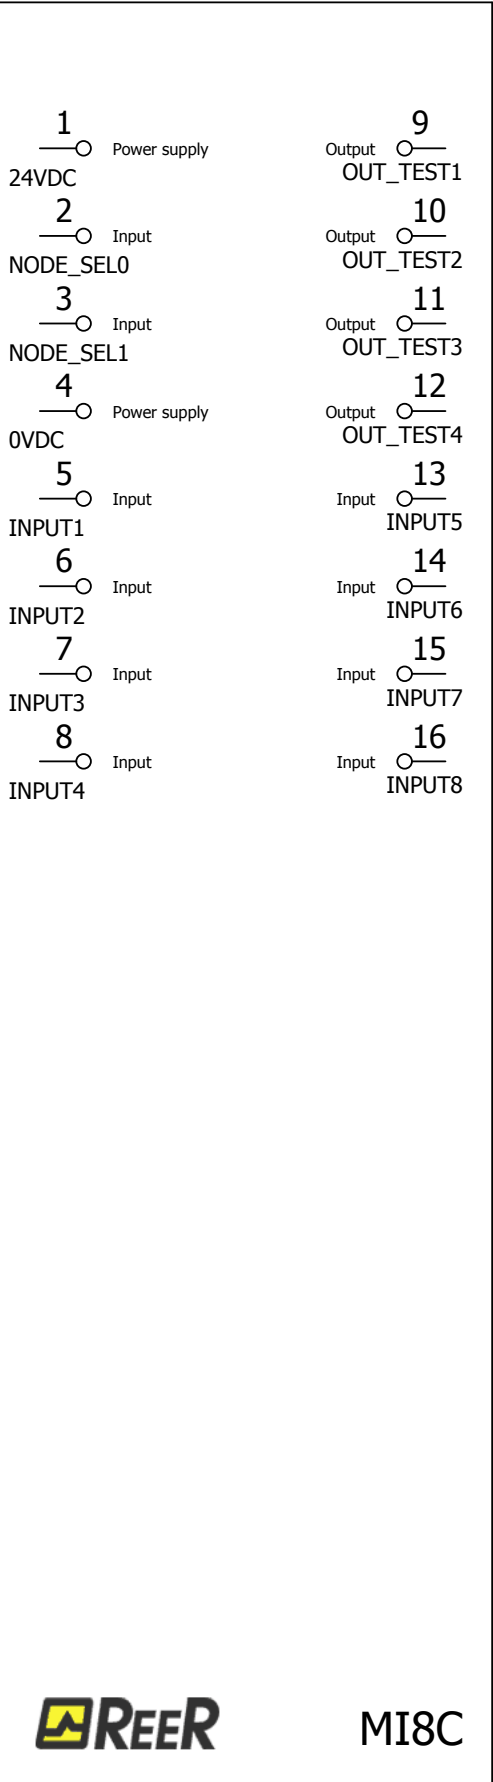 1 9
Power supply Output
24VDC OUT_TEST1
2 10
Input Output
NODE_SEL0 OUT_TEST2
3 11
Input Output
NODE_SEL1 OUT_TEST3
4 12
Power supply Output
0VDC OUT_TEST4
5 13
Input Input
INPUT1 INPUT5
6 14
Input Input
INPUT2 INPUT6
7 15
Input Input
INPUT3 INPUT7
8 16
Input Input
INPUT4 INPUT8
REER MI8C